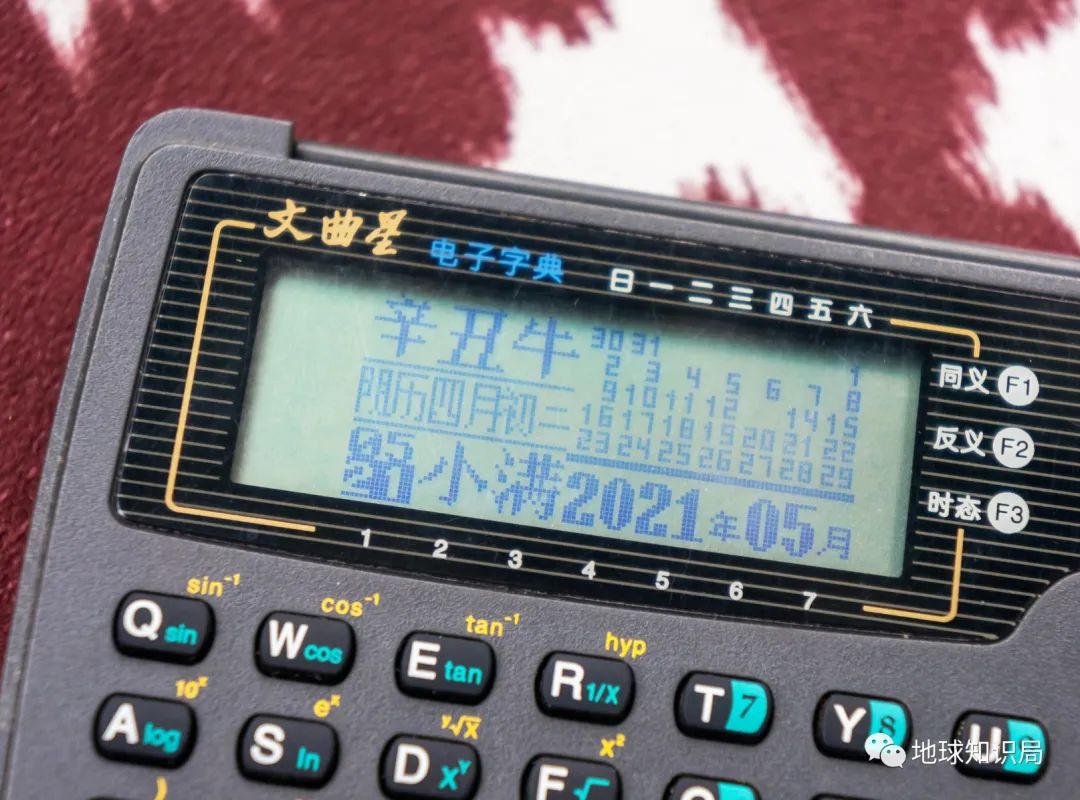 文曲星 电子字典 日 一 二 三 四 五 六
辛丑牛
阴历四月初二
小满
30 31 1
2 3 4 5 6 7 8
9 10 11 12 14 15
16 17 18 19 20 21 22
23 24 25 26 27 28 29
2021年05月
同义 F1
反义 F2
时态 F3
1 2 3 4 5 6 7
sin⁻¹ cos⁻¹ tan⁻¹ hyp
Q sin W cos E tan R 1/X T 7 Y 8 U 9
10ˣ eˣ ʸ√x x²
A log S ln D Xʸ F √
地球知识局